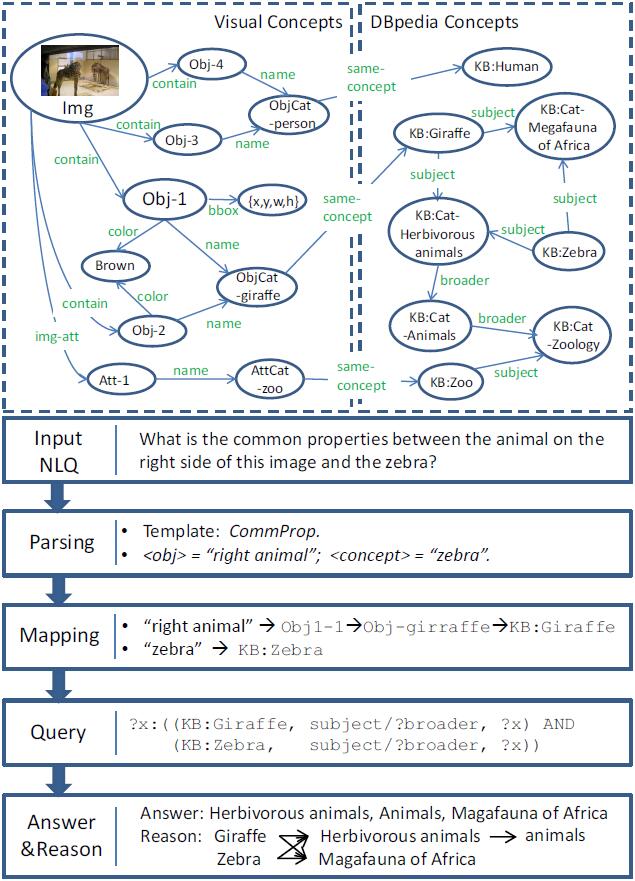 Visual Concepts
DBpedia Concepts
Img
contain
Obj-4
name
ObjCat
-person
same-
concept
KB:Human
contain
Obj-3
name
contain
Obj-1
bbox
{x,y,w,h}
color
name
Brown
ObjCat
-giraffe
same-
concept
contain
color
Obj-2
name
img-att
Att-1
name
AttCat
-zoo
same-
concept
KB:Giraffe
subject
KB:Cat-
Megafauna
of Africa
subject
subject
KB:Cat-
Herbivorous
animals
subject
KB:Zebra
broader
KB:Cat
-Animals
broader
KB:Cat
-Zoology
KB:Zoo
subject
Input
NLQ
What is the common properties between the animal on the
right side of this image and the zebra?
Parsing
• Template: CommProp.
• <obj> = “right animal”; <concept> = “zebra”.
Mapping
• “right animal” → Obj1-1→Obj-girraffe→KB:Giraffe
• “zebra” → KB:Zebra
Query
?x:((KB:Giraffe, subject/?broader, ?x) AND
(KB:Zebra, subject/?broader, ?x))
Answer
&Reason
Answer: Herbivorous animals, Animals, Magafauna of Africa
Reason: Giraffe Herbivorous animals → animals
Zebra Magafauna of Africa